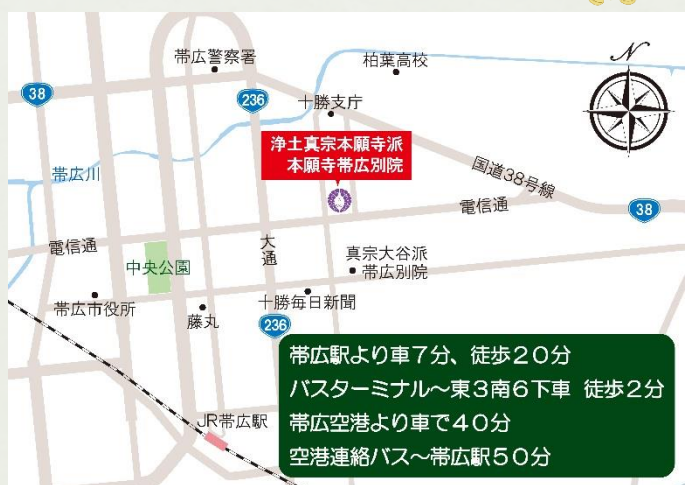 N
帯広警察署
柏葉高校
38
236
十勝支庁
浄土真宗本願寺派
本願寺帯広別院
国道38号線
帯広川
電信通
38
電信通
大通
真宗大谷派
帯広別院
中央公園
帯広市役所
藤丸
十勝毎日新聞
236
JR帯広駅
帯広駅より車7分、徒歩20分
バスターミナル～東3南6下車 徒歩2分
帯広空港より車で40分
空港連絡バス～帯広駅50分